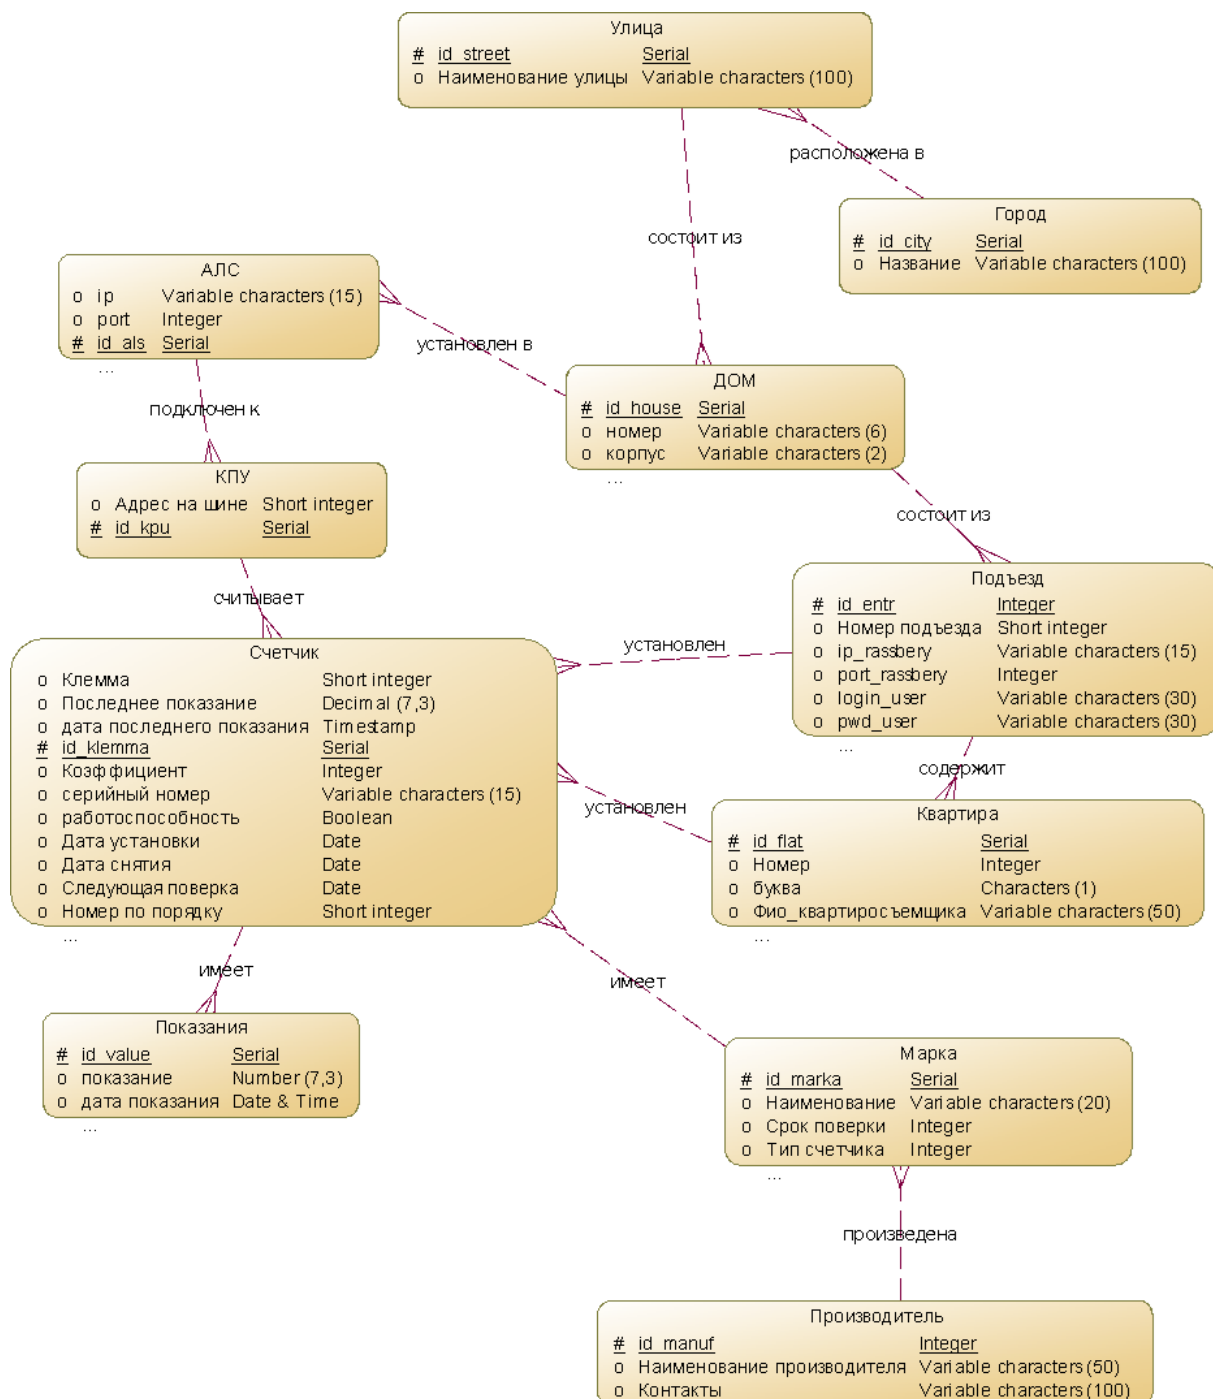 Улица
# id_street Serial
o Наименование улицы Variable characters (100)
расположена в
Город
# id_city Serial
o Название Variable characters (100)
состоит из
АЛС
o ip Variable characters (15)
o port Integer
# id_als Serial
...
установлен в
ДОМ
# id_house Serial
o номер Variable characters (6)
o корпус Variable characters (2)
...
подключен к
КПУ
o Адрес на шине Short integer
# id_kpu Serial
состоит из
Подъезд
# id_entr Integer
o Номер подъезда Short integer
o ip_rassbery Variable characters (15)
o port_rassbery Integer
o login_user Variable characters (30)
o pwd_user Variable characters (30)
...
считывает
установлен
Счетчик
o Клемма Short integer
o Последнее показание Decimal (7,3)
o дата последнего показания Timestamp
# id_klemma Serial
o Коэффициент Integer
o серийный номер Variable characters (15)
o работоспособность Boolean
o Дата установки Date
o Дата снятия Date
o Следующая поверка Date
o Номер по порядку Short integer
...
содержит
установлен
Квартира
# id_flat Serial
o Номер Integer
o буква Characters (1)
o Фио_квартиросъемщика Variable characters (50)
...
имеет
имеет
Показания
# id_value Serial
o показание Number (7,3)
o дата показания Date & Time
...
Марка
# id_marka Serial
o Наименование Variable characters (20)
o Срок поверки Integer
o Тип счетчика Integer
...
произведена
Производитель
# id_manuf Integer
o Наименование производителя Variable characters (50)
o Контакты Variable characters (100)